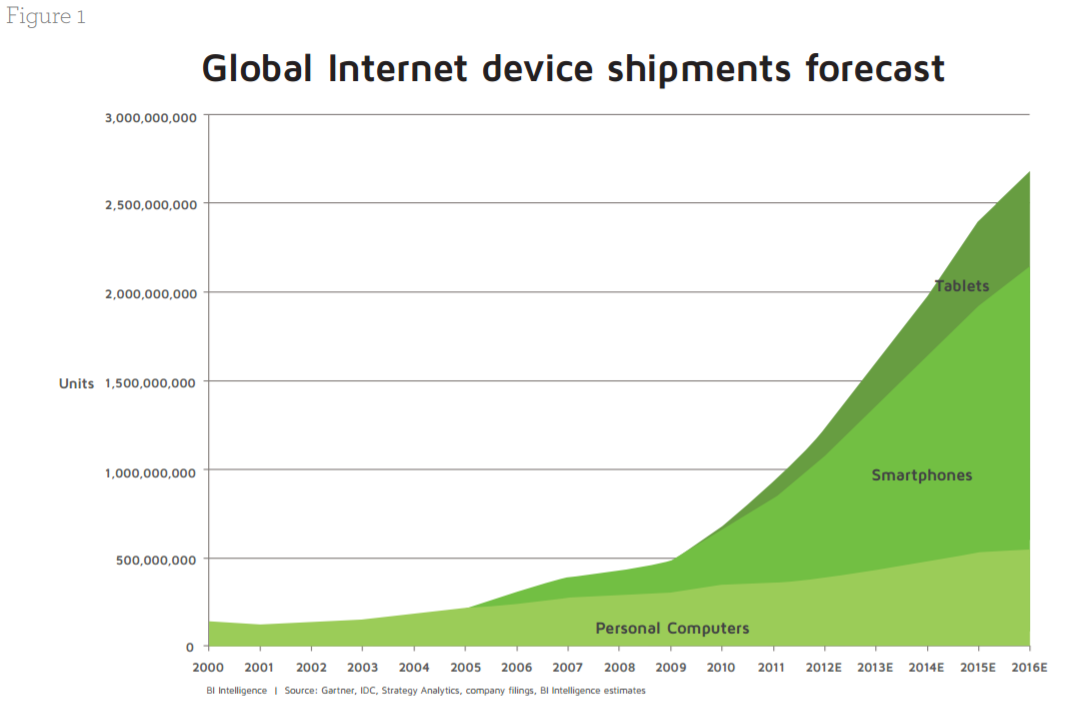 Figure 1
Global Internet device shipments forecast
3,000,000,000
2,500,000,000
2,000,000,000
Tablets
Units 1,500,000,000
1,000,000,000
Smartphones
500,000,000
Personal Computers
0
2000 2001 2002 2003 2004 2005 2006 2007 2008 2009 2010 2011 2012E 2013E 2014E 2015E 2016E
BI Intelligence | Source: Gartner, IDC, Strategy Analytics, company filings, BI Intelligence estimates